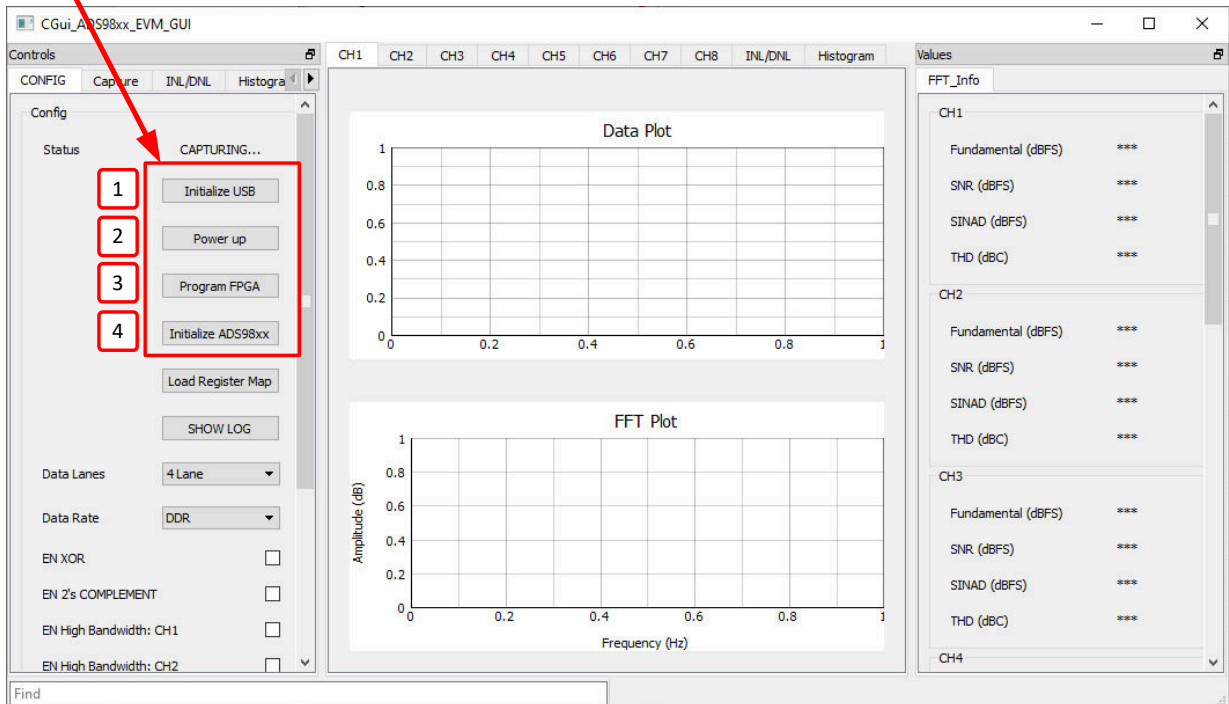 CGui_ADS98xx_EVM_GUI
Controls
CONFIG Capture INL/DNL Histogra
Config
Status CAPTURING...
1 Initialize USB
2 Power up
3 Program FPGA
4 Initialize ADS98xx
Load Register Map
SHOW LOG
Data Lanes 4 Lane
Data Rate DDR
EN XOR
EN 2's COMPLEMENT
EN High Bandwidth: CH1
EN High Bandwidth: CH2
Find
CH1 CH2 CH3 CH4 CH5 CH6 CH7 CH8 INL/DNL Histogram
Data Plot
1
0.8
0.6
0.4
0.2
0
0 0.2 0.4 0.6 0.8 1
FFT Plot
Amplitude (dB)
1
0.8
0.6
0.4
0.2
0
0 0.2 0.4 0.6 0.8 1
Frequency (Hz)
Values
FFT_Info
CH1
Fundamental (dBFS) ***
SNR (dBFS) ***
SINAD (dBFS) ***
THD (dBC) ***
CH2
Fundamental (dBFS) ***
SNR (dBFS) ***
SINAD (dBFS) ***
THD (dBC) ***
CH3
Fundamental (dBFS) ***
SNR (dBFS) ***
SINAD (dBFS) ***
THD (dBC) ***
CH4